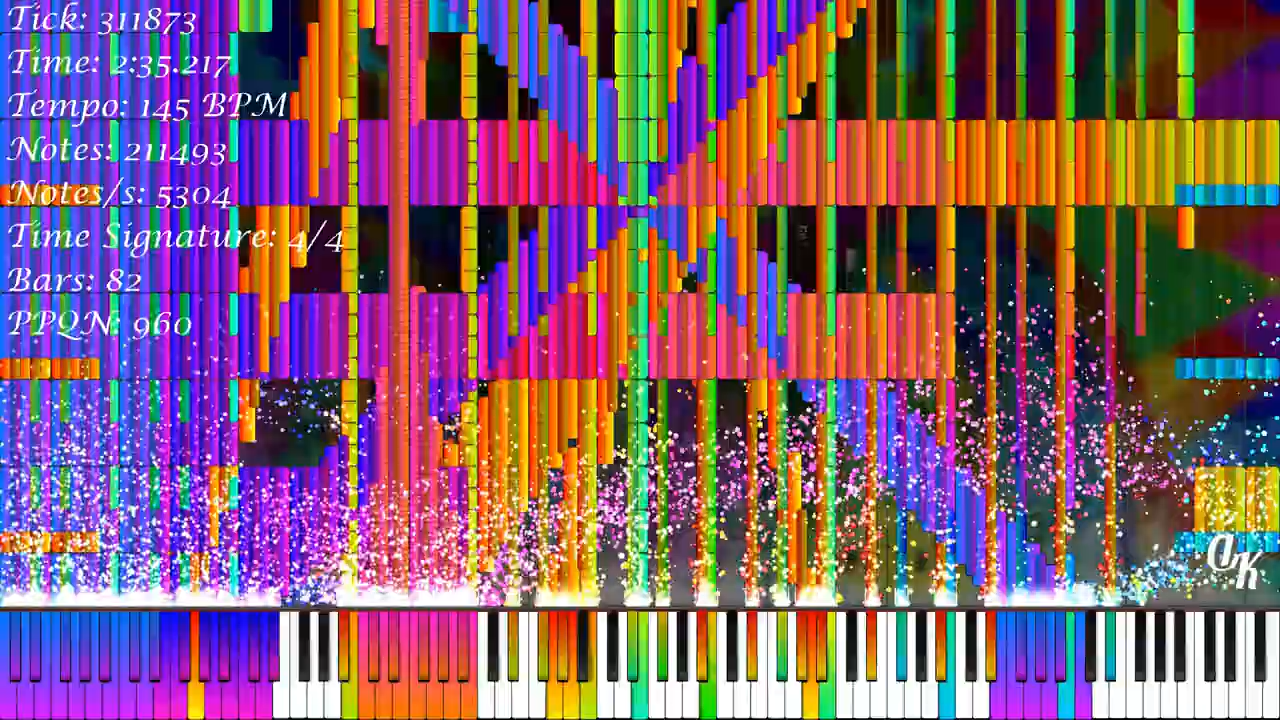 Tick: 311873
Time: 2:35.217
Tempo: 145 BPM
Notes: 211493
Notes/s: 5304
Time Signature: 4/4
Bars: 82
PPQN: 960
OK